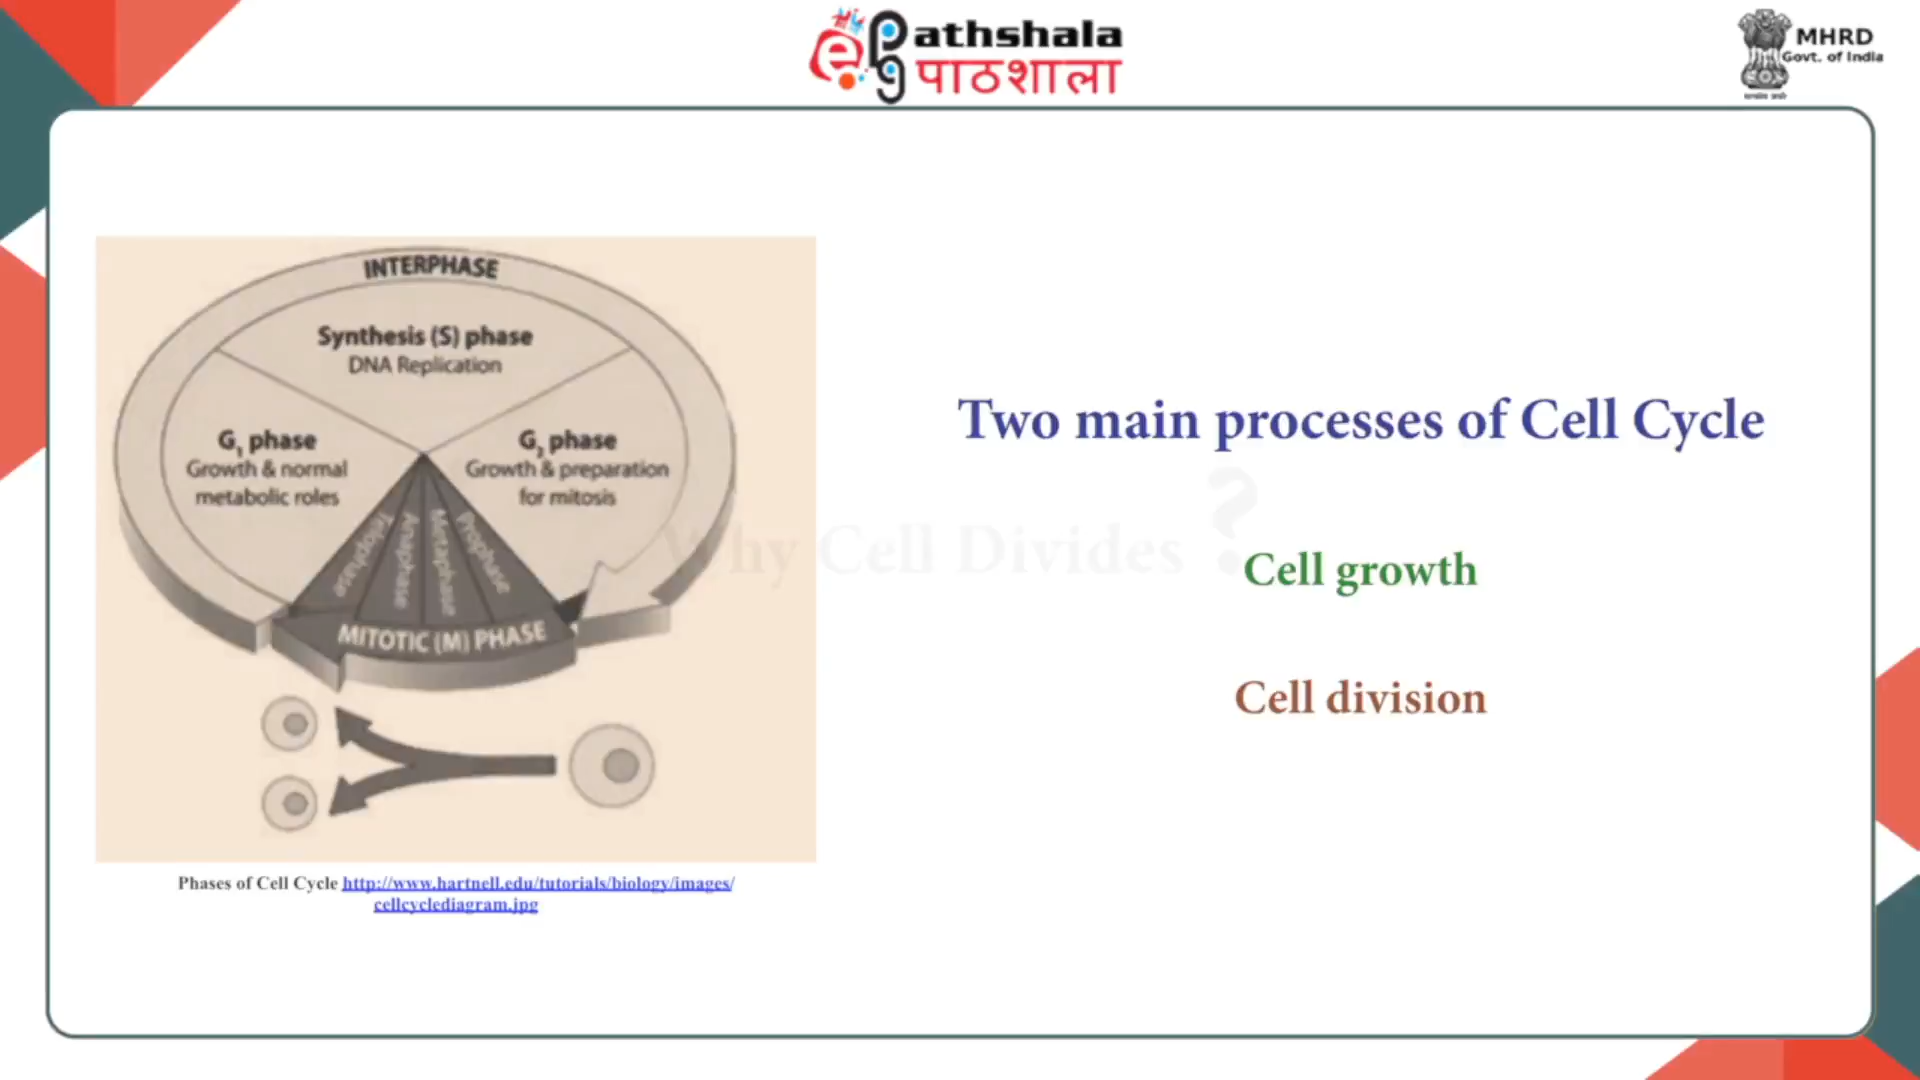 ePathshala
पाठशाला
MHRD
Govt. of India
INTERPHASE
Synthesis (S) phase
DNA Replication
G₁ phase
Growth & normal
metabolic roles
G₂ phase
Growth & preparation
for mitosis
Telophase
Anaphase
Metaphase
Prophase
MITOTIC (M) PHASE
Phases of Cell Cycle http://www.hartnell.edu/tutorials/biology/images/
cellcyclediagram.jpg
Two main processes of Cell Cycle
Why Cell Divides ?
Cell growth
Cell division